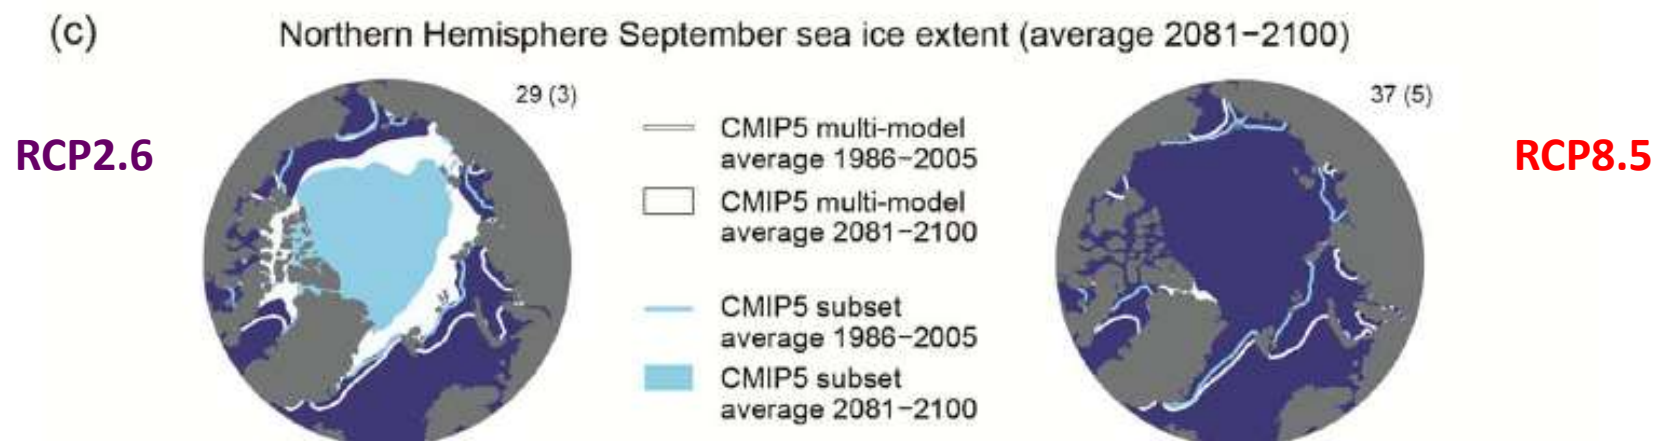 (c) Northern Hemisphere September sea ice extent (average 2081−2100)
29 (3)
37 (5)
RCP2.6
RCP8.5
CMIP5 multi-model
average 1986−2005
CMIP5 multi-model
average 2081−2100
CMIP5 subset
average 1986−2005
CMIP5 subset
average 2081−2100